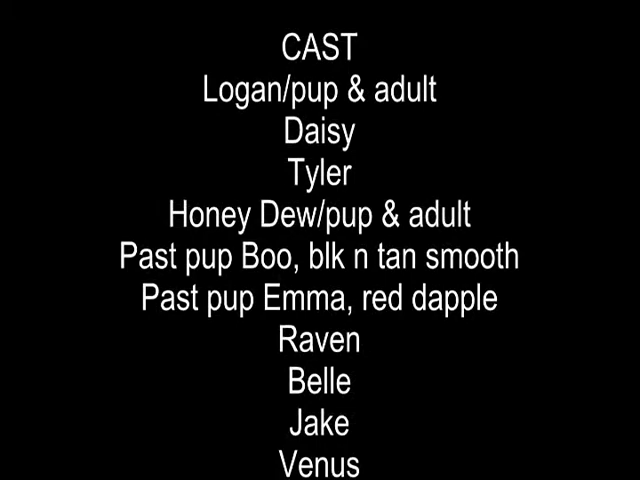 CAST
Logan/pup & adult
Daisy
Tyler
Honey Dew/pup & adult
Past pup Boo, blk n tan smooth
Past pup Emma, red dapple
Raven
Belle
Jake
Venus